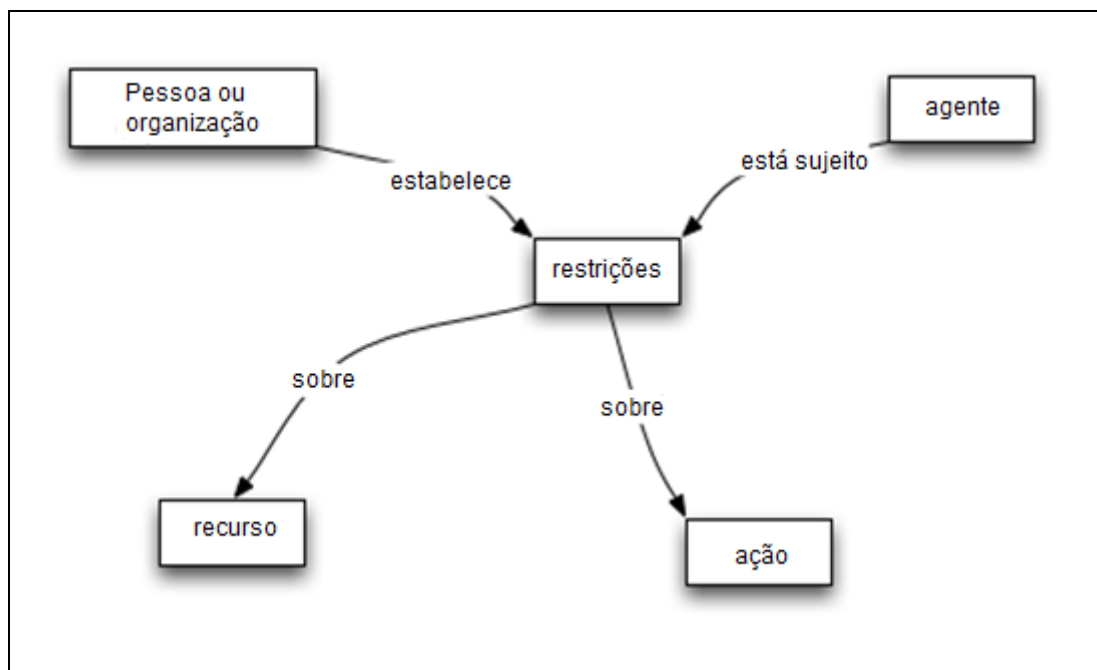 Pessoa ou
organização
agente
está sujeito
estabelece
restrições
sobre
sobre
recurso
ação